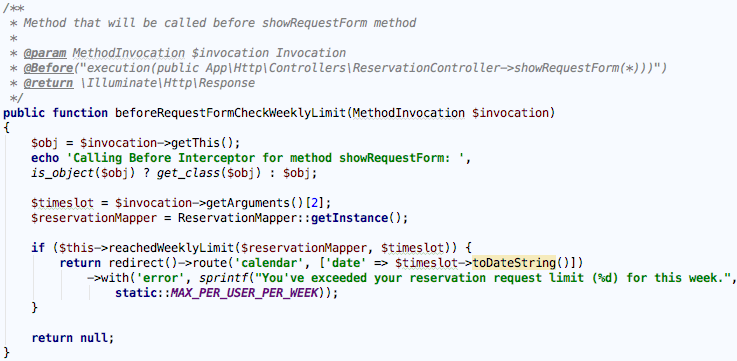 /**
 * Method that will be called before showRequestForm method
 *
 * @param MethodInvocation $invocation Invocation
 * @Before("execution(public App\Http\Controllers\ReservationController->showRequestForm(*)))")
 * @return \Illuminate\Http\Response
 */
public function beforeRequestFormCheckWeeklyLimit(MethodInvocation $invocation)
{
    $obj = $invocation->getThis();
    echo 'Calling Before Interceptor for method showRequestForm: ',
    is_object($obj) ? get_class($obj) : $obj;

    $timeslot = $invocation->getArguments()[2];
    $reservationMapper = ReservationMapper::getInstance();

    if ($this->reachedWeeklyLimit($reservationMapper, $timeslot)) {
        return redirect()->route('calendar', ['date' => $timeslot->toDateString()])
            ->with('error', sprintf("You've exceeded your reservation request limit (%d) for this week.",
                static::MAX_PER_USER_PER_WEEK));
    }

    return null;
}